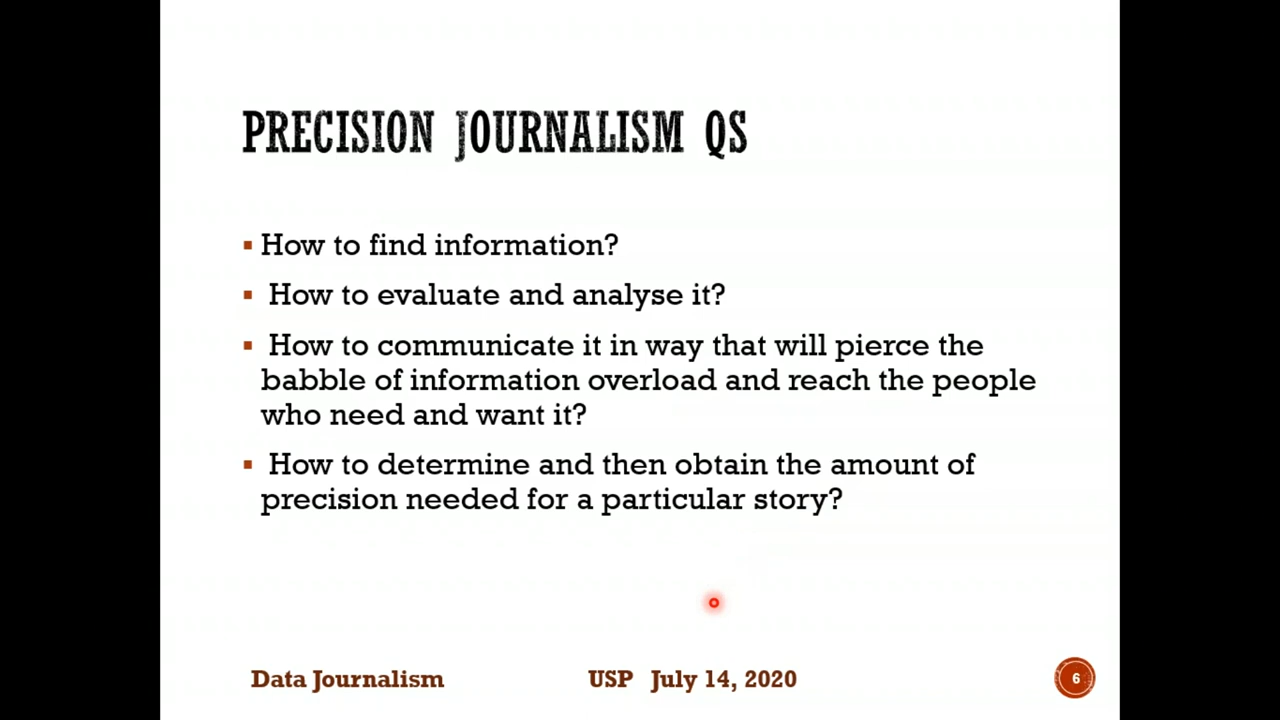 PRECISION JOURNALISM QS
How to find information?
How to evaluate and analyse it?
How to communicate it in way that will pierce the
babble of information overload and reach the people
who need and want it?
How to determine and then obtain the amount of
precision needed for a particular story?
Data Journalism USP July 14, 2020 6